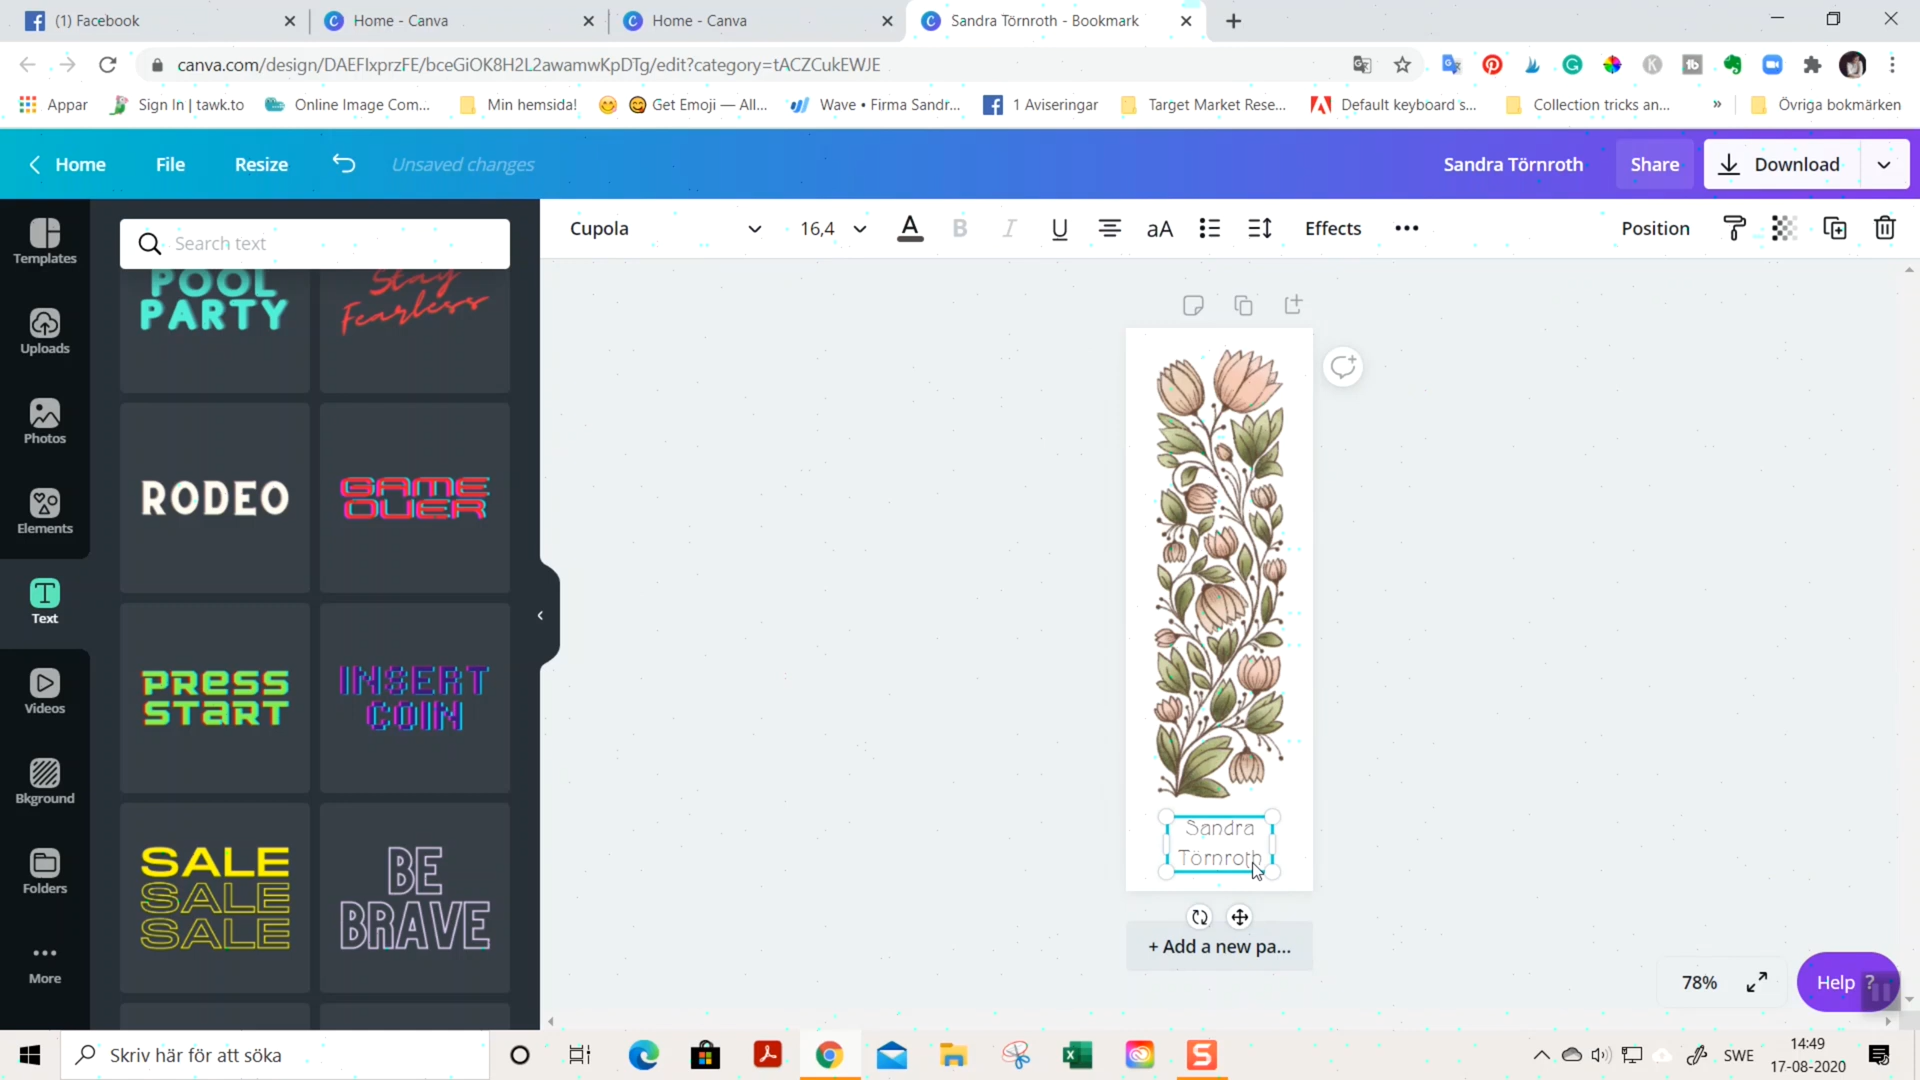 (1) Facebook
Home - Canva
Home - Canva
Sandra Törnroth - Bookmark
canva.com/design/DAEFIxprzFE/bceGiOK8H2L2awamwKpDTg/edit?category=tACZCukEWJE
Appar
Sign In | tawk.to
Online Image Com...
Min hemsida!
Get Emoji — All...
Wave • Firma Sandr...
1 Aviseringar
Target Market Rese...
Default keyboard s...
Collection tricks an...
»
Övriga bokmärken
Home
File
Resize
Unsaved changes
Sandra Törnroth
Share
Download
Templates
Uploads
Photos
Elements
Text
Videos
Bkground
Folders
More
Search text
POOL
PARTY
Stay
Fearless
RODEO
GAME
OVER
PRESS
START
INSERT
COIN
SALE
SALE
SALE
BE
BRAVE
Cupola
16,4
A
B
I
U
aA
Effects
Position
Sandra
Törnroth
+ Add a new pa...
78%
Help ?
Skriv här för att söka
SWE
14:49
17-08-2020